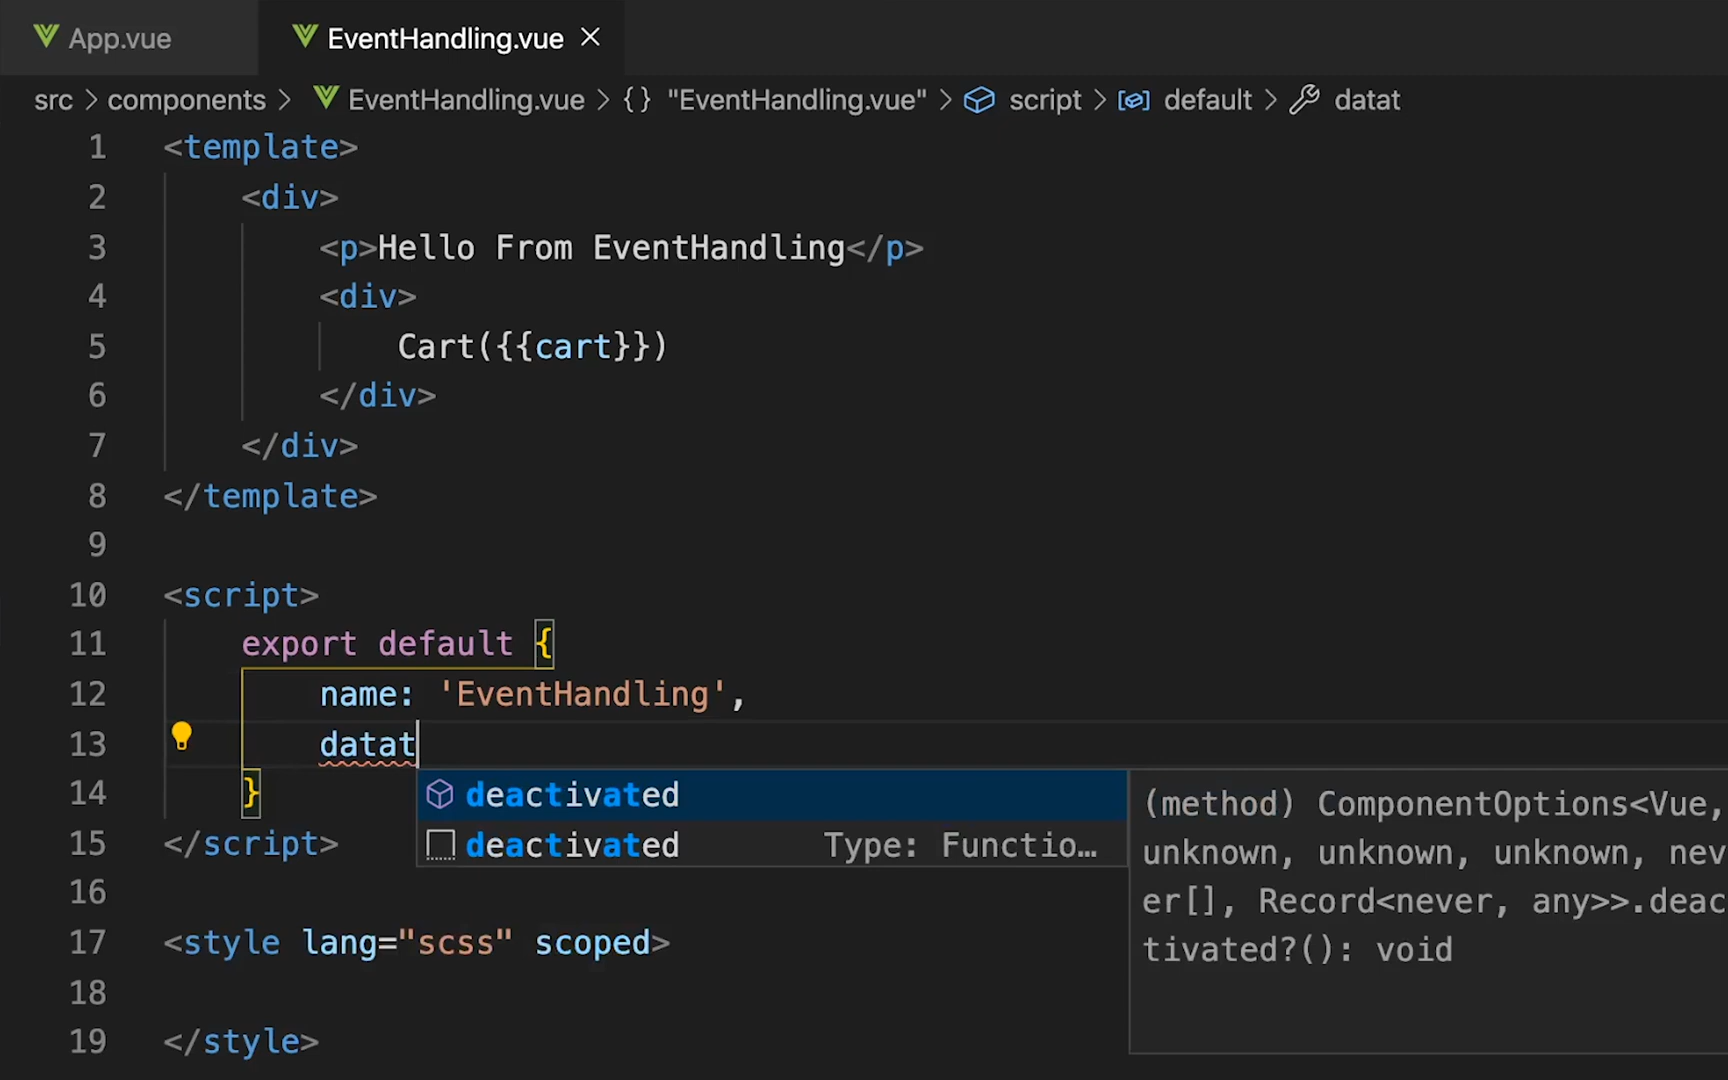 App.vue
EventHandling.vue
src > components > EventHandling.vue > {} "EventHandling.vue" > script > default > datat
1 <template>
2 <div>
3 <p>Hello From EventHandling</p>
4 <div>
5 Cart({{cart}})
6 </div>
7 </div>
8 </template>
9
10 <script>
11 export default {
12 name: 'EventHandling',
13 datat
14 }
15 </script>
16
17 <style lang="scss" scoped>
18
19 </style>
deactivated
deactivated Type: Functio…
(method) ComponentOptions<Vue,
unknown, unknown, unknown, nev
er[], Record<never, any>>.deac
tivated?(): void